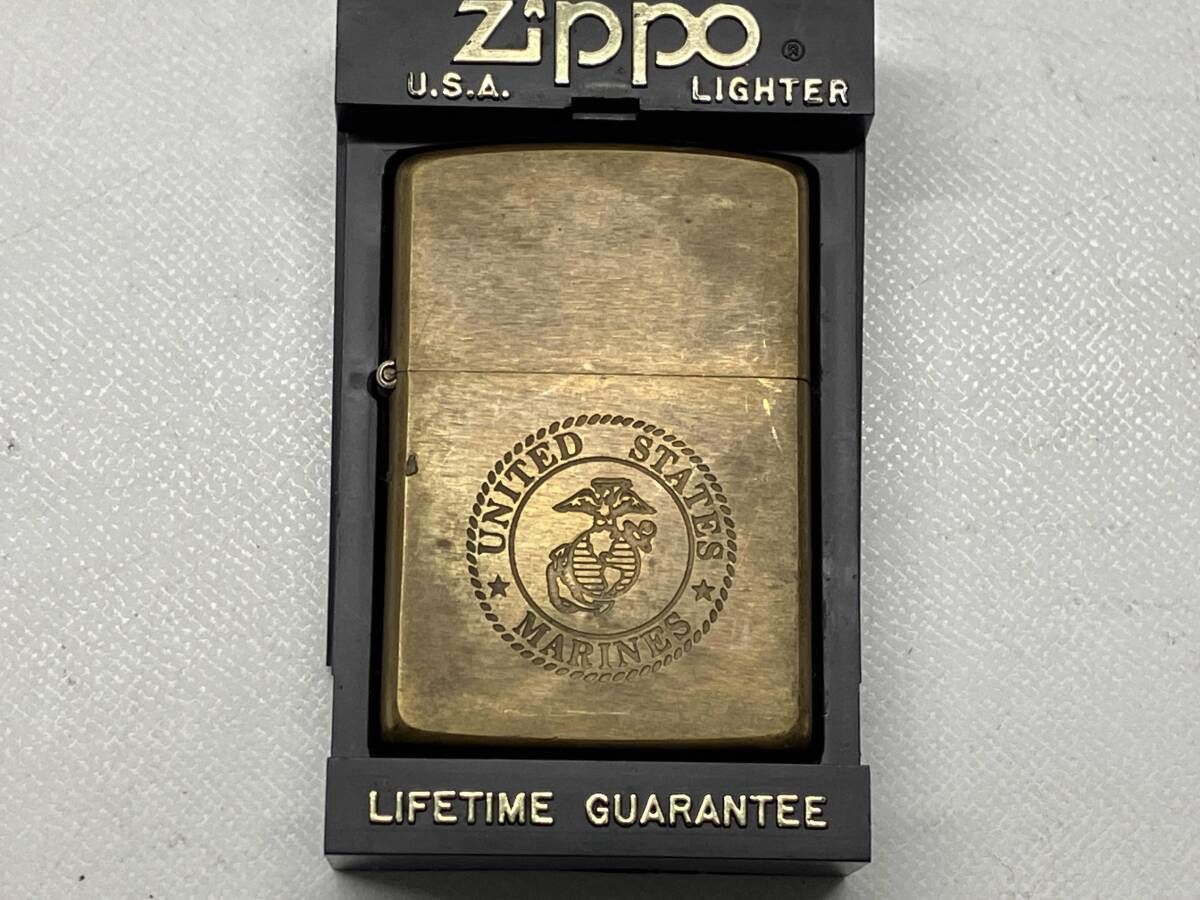 Zippo ®
U.S.A. LIGHTER
UNITED STATES
★ MARINES ★
LIFETIME GUARANTEE